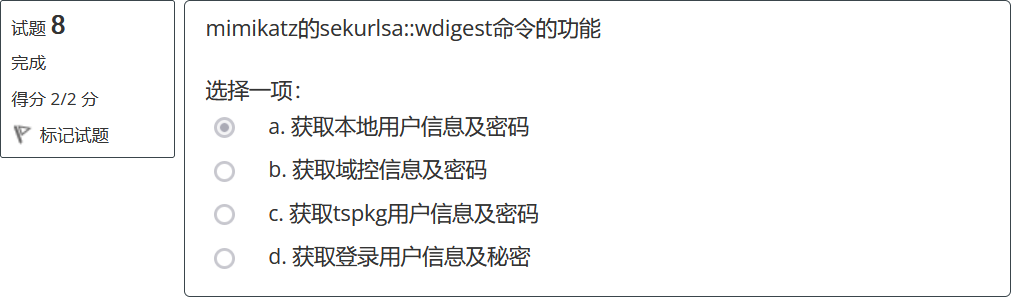 试题 8
完成
得分 2/2 分
标记试题
mimikatz的sekurlsa::wdigest命令的功能
选择一项：
a. 获取本地用户信息及密码
b. 获取域控信息及密码
c. 获取tspkg用户信息及密码
d. 获取登录用户信息及秘密